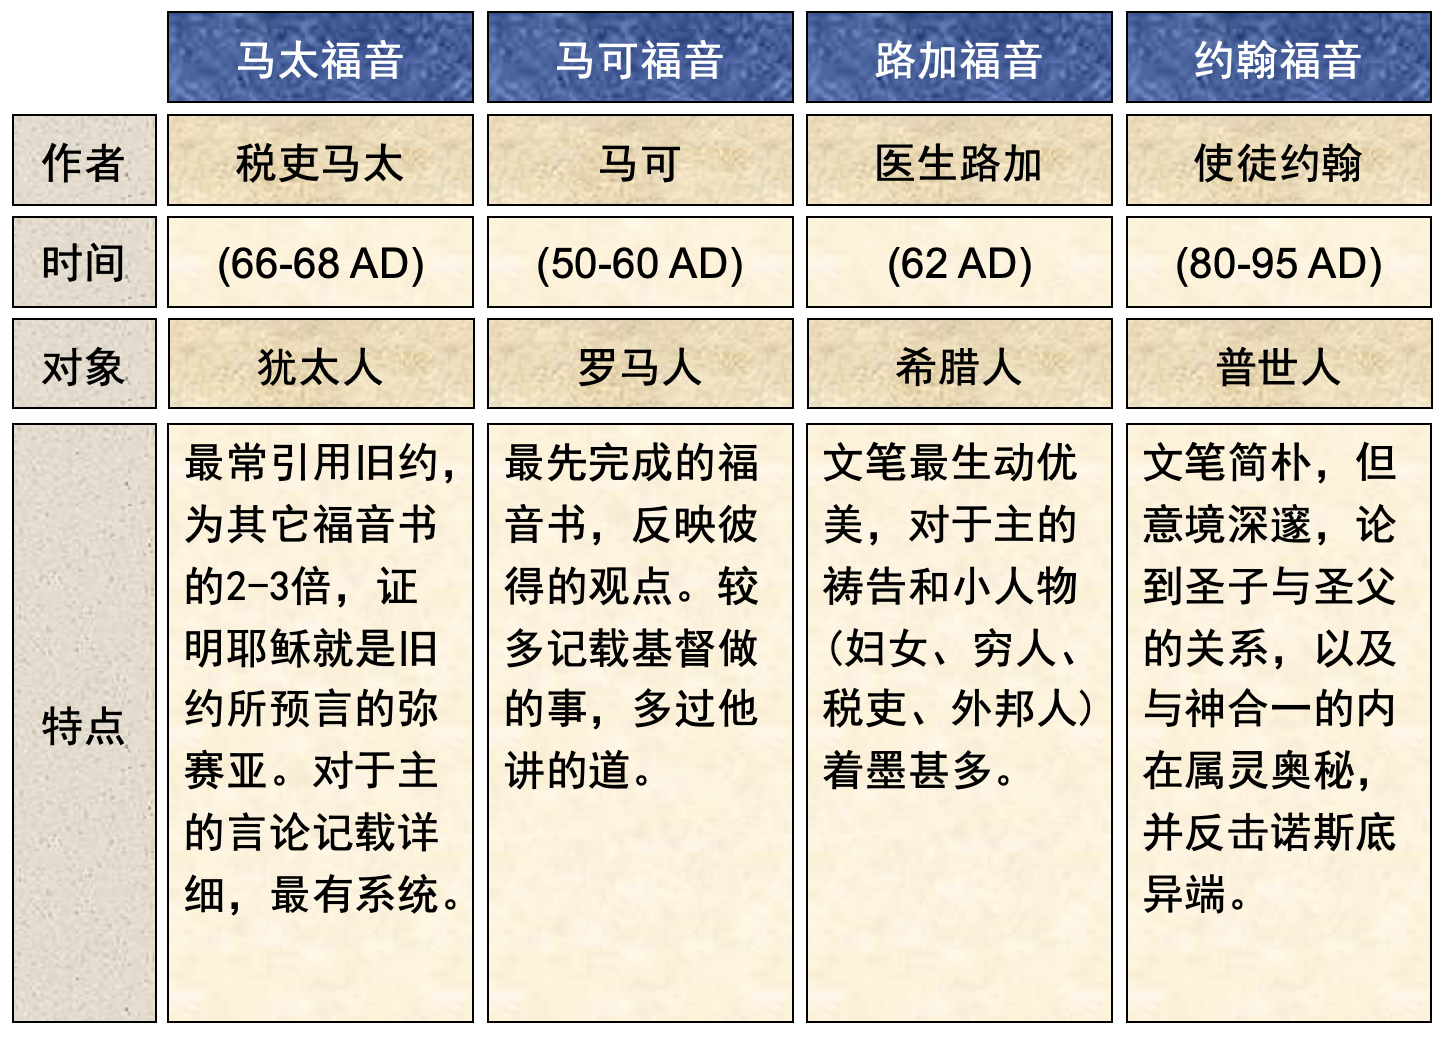 马太福音
马可福音
路加福音
约翰福音
作者
税吏马太
马可
医生路加
使徒约翰
时间
(66-68 AD)
(50-60 AD)
(62 AD)
(80-95 AD)
对象
犹太人
罗马人
希腊人
普世人
特点
最常引用旧约，
为其它福音书
的2-3倍，证
明耶稣就是旧
约所预言的弥
赛亚。对于主
的言论记载详
细，最有系统。
最先完成的福
音书，反映彼
得的观点。较
多记载基督做
的事，多过他
讲的道。
文笔最生动优
美，对于主的
祷告和小人物
(妇女、穷人、
税吏、外邦人)
着墨甚多。
文笔简朴，但
意境深邃，论
到圣子与圣父
的关系，以及
与神合一的内
在属灵奥秘，
并反击诺斯底
异端。